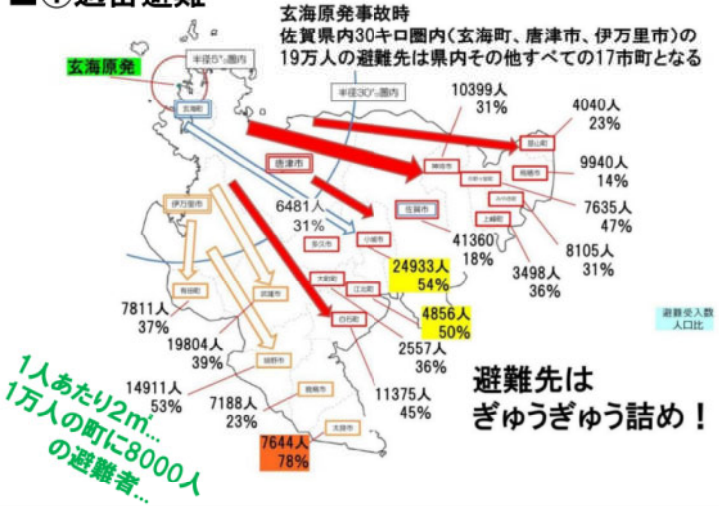 玄海原発事故時
佐賀県内30キロ圏内(玄海町、唐津市、伊万里市)の
19万人の避難先は県内その他すべての17市町となる
玄海原発
半径5㌔圏内
半径30㌔圏内
玄海町
唐津市
伊万里市
10399人
31%
4040人
23%
基山町
神埼市
鳥栖市
9940人
14%
吉野ヶ里町
みやき町
7635人
47%
上峰町
8105人
31%
3498人
36%
佐賀市
41360
18%
6481人
31%
多久市
小城市
24933人
54%
大町町
江北町
4856人
50%
2557人
36%
白石町
11375人
45%
有田町
7811人
37%
武雄市
19804人
39%
嬉野市
14911人
53%
鹿島市
7188人
23%
太良町
7644人
78%
避難受入数
人口比
避難先は
ぎゅうぎゅう詰め!
1人あたり2㎡…
1万人の町に8000人
の避難者…